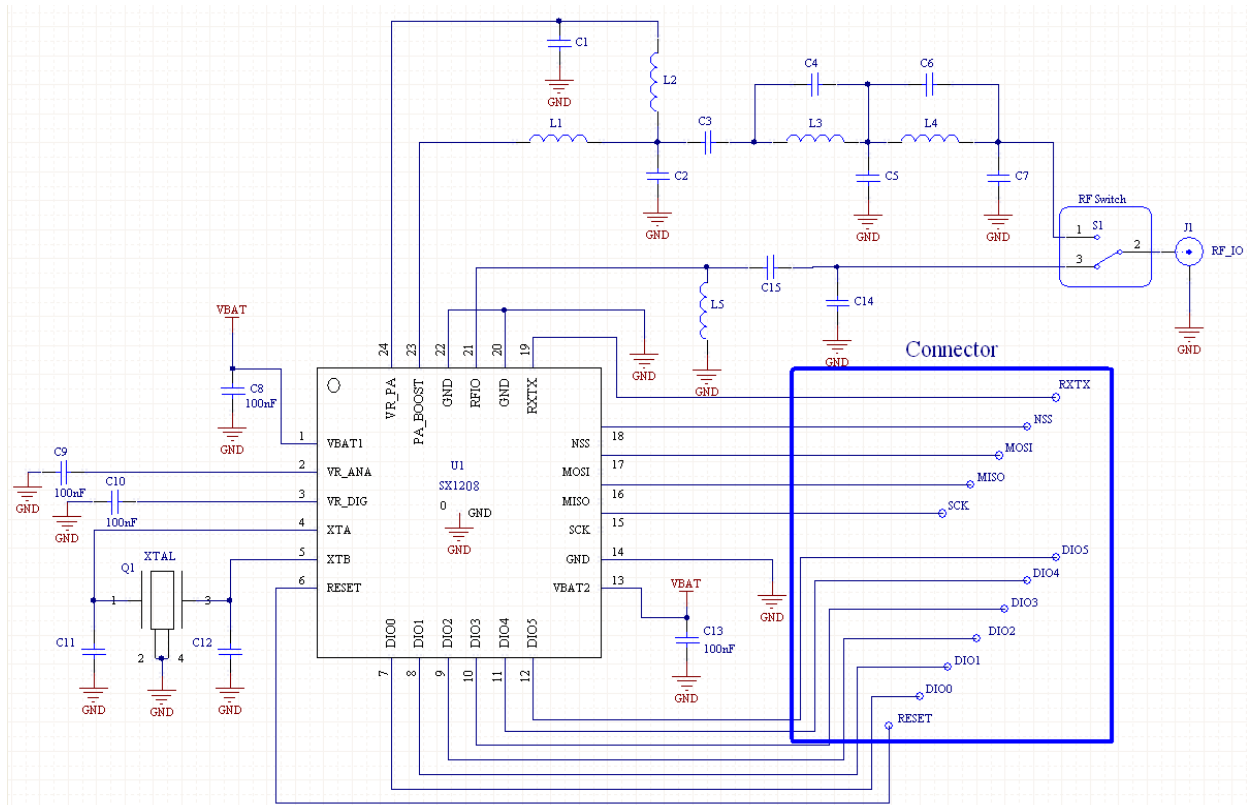 C1
GND
L2
C4
C6
L1
C3
L3
L4
C2
C5
C7
GND
GND
GND
RF Switch
S1
1
2
3
J1
RF_IO
GND
C15
L5
C14
GND
GND
VBAT
C8
100nF
GND
24
23
22
21
20
19
GND
VR_PA
PA_BOOST
GND
RFIO
GND
RXTX
Connector
RXTX
NSS
MOSI
MISO
SCK
DIO5
DIO4
DIO3
DIO2
DIO1
DIO0
RESET
1
VBAT1
2
VR_ANA
3
VR_DIG
4
XTA
5
XTB
6
RESET
C9
100nF
GND
C10
100nF
GND
U1
SX1208
0
GND
GND
NSS
18
MOSI
17
MISO
16
SCK
15
GND
14
VBAT2
13
GND
VBAT
C13
100nF
GND
XTAL
Q1
1
3
C11
C12
2
4
GND
GND
GND
DIO0
DIO1
DIO2
DIO3
DIO4
DIO5
7
8
9
10
11
12